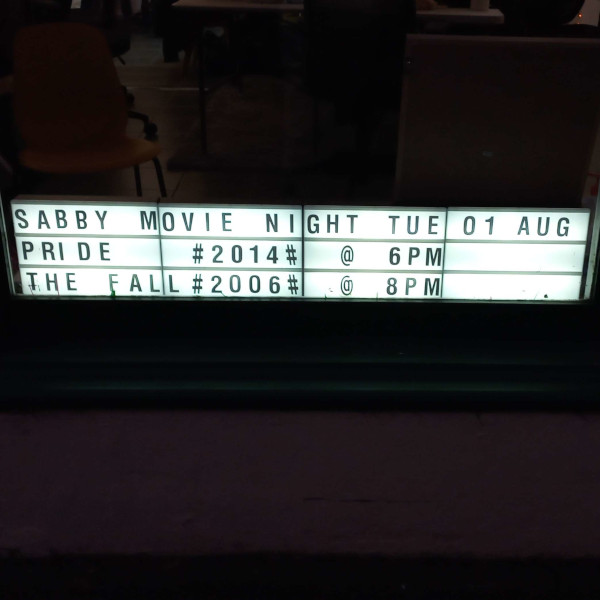 SABBY MOVIE NIGHT TUE 01 AUG
PRIDE #2014# @ 6PM
THE FALL #2006# @ 8PM